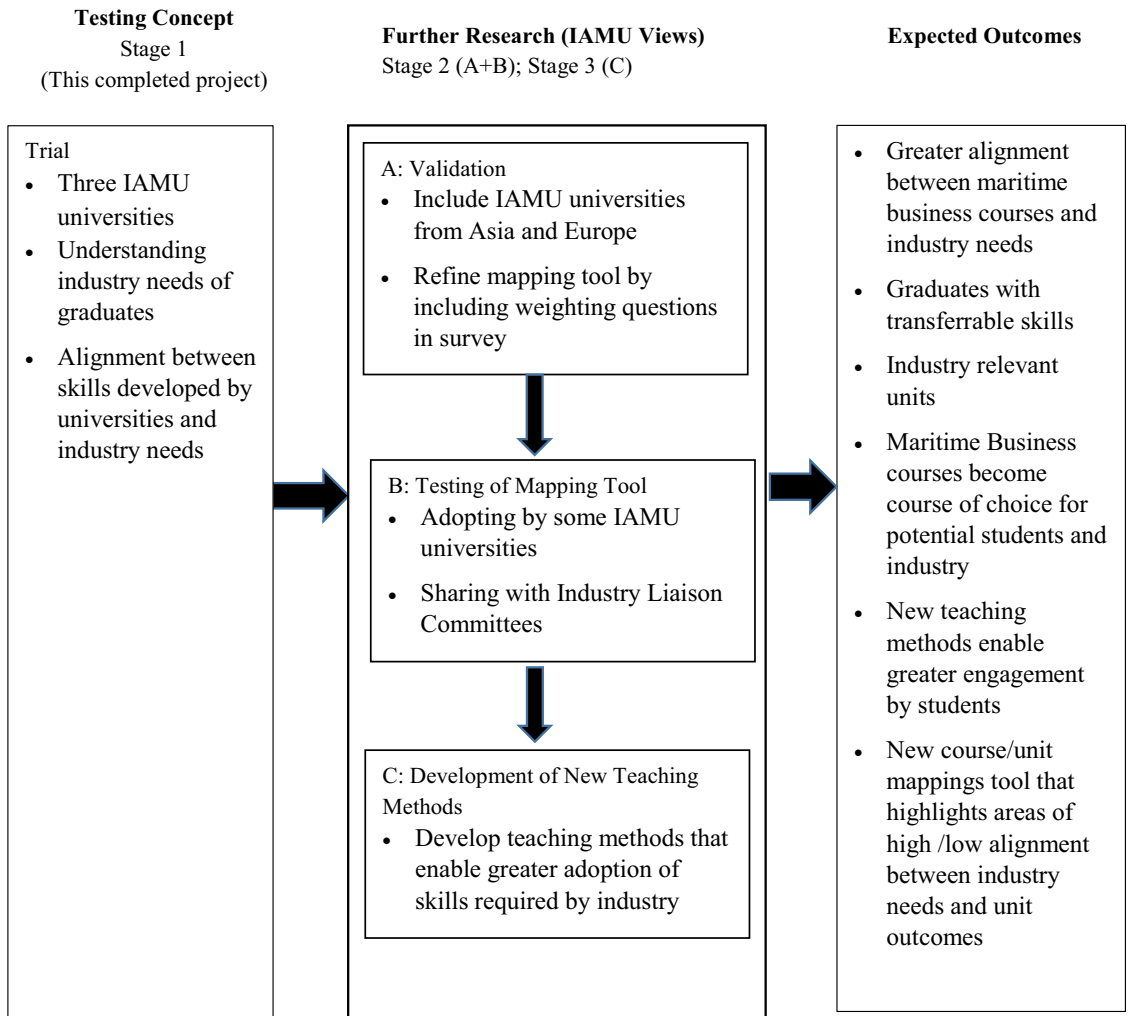 Testing Concept
Stage 1
(This completed project)
Further Research (IAMU Views)
Stage 2 (A+B); Stage 3 (C)
Expected Outcomes
Trial
• Three IAMU
universities
• Understanding
industry needs of
graduates
• Alignment between
skills developed by
universities and
industry needs
A: Validation
• Include IAMU universities
from Asia and Europe
• Refine mapping tool by
including weighting questions
in survey
B: Testing of Mapping Tool
• Adopting by some IAMU
universities
• Sharing with Industry Liaison
Committees
C: Development of New Teaching
Methods
• Develop teaching methods that
enable greater adoption of
skills required by industry
• Greater alignment
between maritime
business courses and
industry needs
• Graduates with
transferrable skills
• Industry relevant
units
• Maritime Business
courses become
course of choice for
potential students and
industry
• New teaching
methods enable
greater engagement
by students
• New course/unit
mappings tool that
highlights areas of
high /low alignment
between industry
needs and unit
outcomes